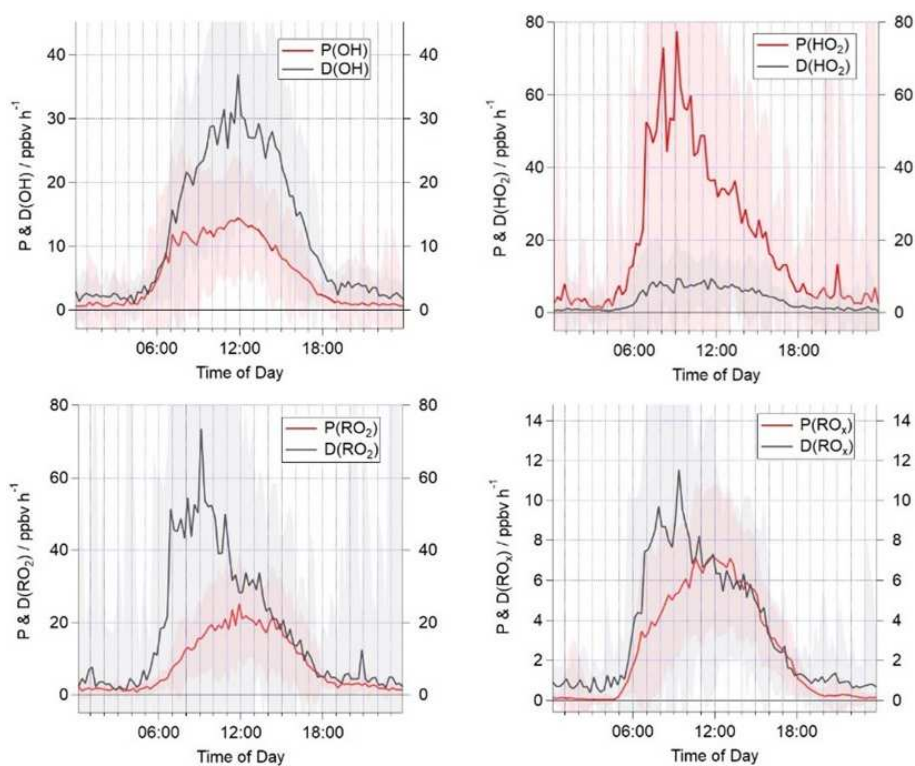 P(OH)
D(OH)
P & D(OH) / ppbv h⁻¹
40
30
20
10
0
40
30
20
10
0
06:00 12:00 18:00
Time of Day
P(HO₂)
D(HO₂)
P & D(HO₂) / ppbv h⁻¹
80
60
40
20
0
80
60
40
20
0
06:00 12:00 18:00
Time of Day
P(RO₂)
D(RO₂)
P & D(RO₂) / ppbv h⁻¹
80
60
40
20
0
80
60
40
20
0
06:00 12:00 18:00
Time of Day
P(ROₓ)
D(ROₓ)
P & D(ROₓ) / ppbv h⁻¹
14
12
10
8
6
4
2
0
14
12
10
8
6
4
2
0
06:00 12:00 18:00
Time of Day